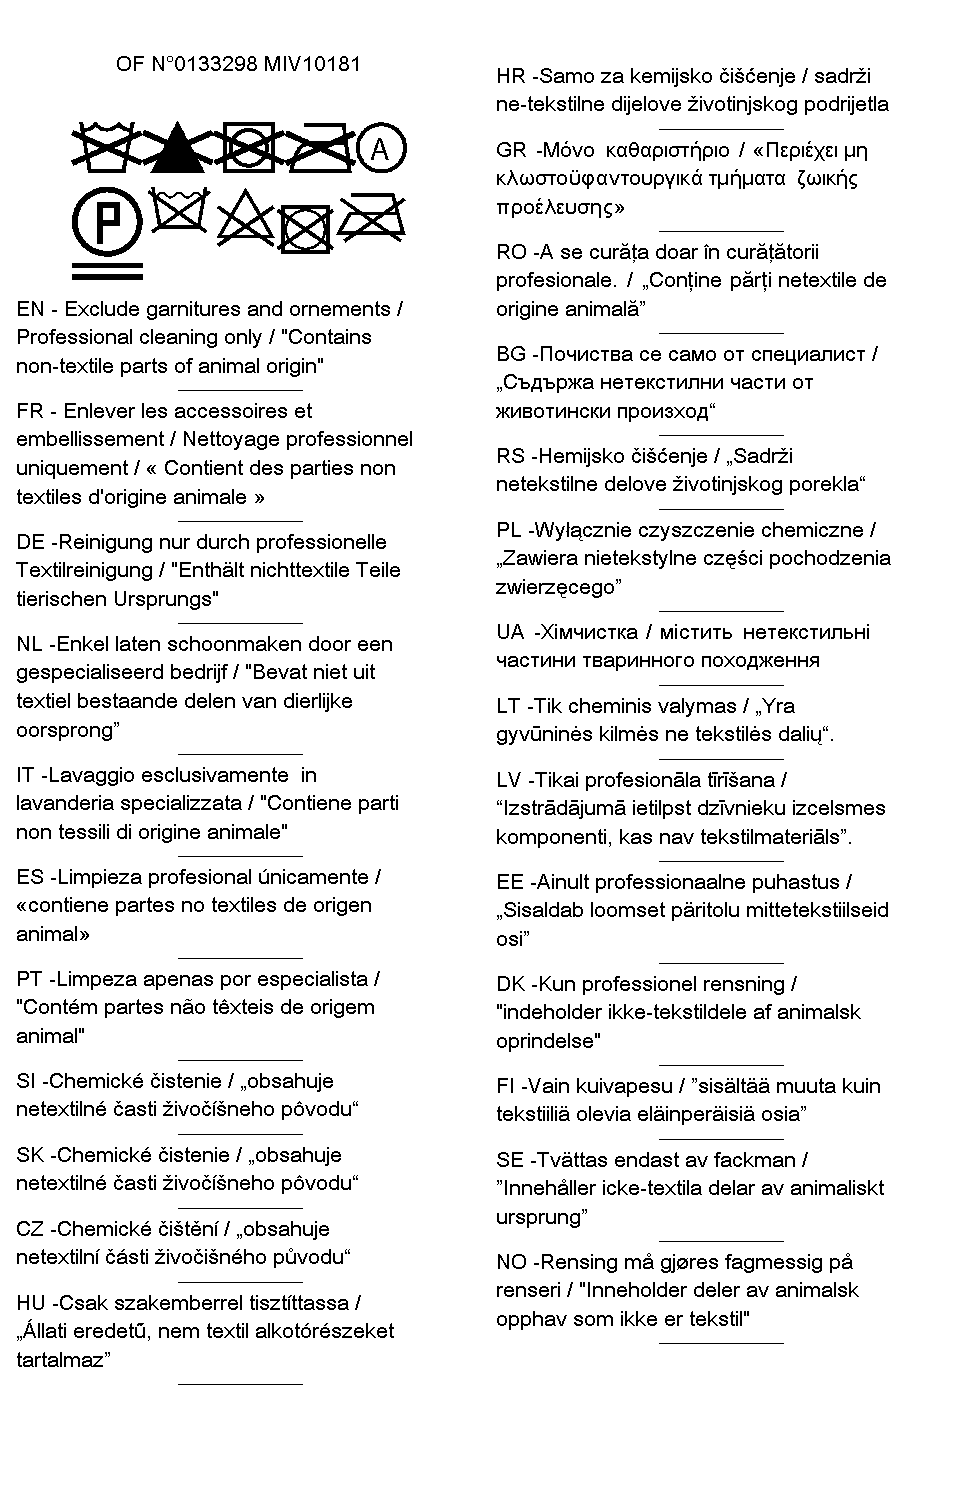 OF N°0133298 MIV10181
A
P
EN - Exclude garnitures and ornements /
Professional cleaning only / "Contains
non-textile parts of animal origin"
FR - Enlever les accessoires et
embellissement / Nettoyage professionnel
uniquement / « Contient des parties non
textiles d'origine animale »
DE -Reinigung nur durch professionelle
Textilreinigung / "Enthält nichttextile Teile
tierischen Ursprungs"
NL -Enkel laten schoonmaken door een
gespecialiseerd bedrijf / "Bevat niet uit
textiel bestaande delen van dierlijke
oorsprong”
IT -Lavaggio esclusivamente in
lavanderia specializzata / "Contiene parti
non tessili di origine animale"
ES -Limpieza profesional únicamente /
«contiene partes no textiles de origen
animal»
PT -Limpeza apenas por especialista /
"Contém partes não têxteis de origem
animal"
SI -Chemické čistenie / „obsahuje
netextilné časti živočíšneho pôvodu“
SK -Chemické čistenie / „obsahuje
netextilné časti živočíšneho pôvodu“
CZ -Chemické čištění / „obsahuje
netextilní části živočišného původu“
HU -Csak szakemberrel tisztíttassa /
„Állati eredetű, nem textil alkotórészeket
tartalmaz”
HR -Samo za kemijsko čišćenje / sadrži
ne-tekstilne dijelove životinjskog podrijetla
GR -Μόνο καθαριστήριο / «Περιέχει μη
κλωστοϋφαντουργικά τμήματα ζωικής
προέλευσης»
RO -A se curăța doar în curățătorii
profesionale. / „Conține părți netextile de
origine animală”
BG -Почиства се само от специалист /
„Съдържа нетекстилни части от
животински произход“
RS -Hemijsko čišćenje / „Sadrži
netekstilne delove životinjskog porekla“
PL -Wyłącznie czyszczenie chemiczne /
„Zawiera nietekstylne części pochodzenia
zwierzęcego”
UA -Хімчистка / містить нетекстильні
частини тваринного походження
LT -Tik cheminis valymas / „Yra
gyvūninės kilmės ne tekstilės dalių“.
LV -Tikai profesionāla tīrīšana /
“Izstrādājumā ietilpst dzīvnieku izcelsmes
komponenti, kas nav tekstilmateriāls”.
EE -Ainult professionaalne puhastus /
„Sisaldab loomset päritolu mittetekstiilseid
osi”
DK -Kun professionel rensning /
"indeholder ikke-tekstildele af animalsk
oprindelse"
FI -Vain kuivapesu / ”sisältää muuta kuin
tekstiiliä olevia eläinperäisiä osia”
SE -Tvättas endast av fackman /
”Innehåller icke-textila delar av animaliskt
ursprung”
NO -Rensing må gjøres fagmessig på
renseri / "Inneholder deler av animalsk
opphav som ikke er tekstil"